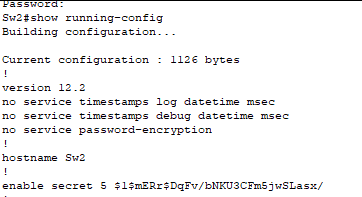 Password:
Sw2#show running-config
Building configuration...
Current configuration : 1126 bytes
!
version 12.2
no service timestamps log datetime msec
no service timestamps debug datetime msec
no service password-encryption
!
hostname Sw2
!
enable secret 5 $1$mERr$DqFv/bNKU3CFm5jwSLasx/